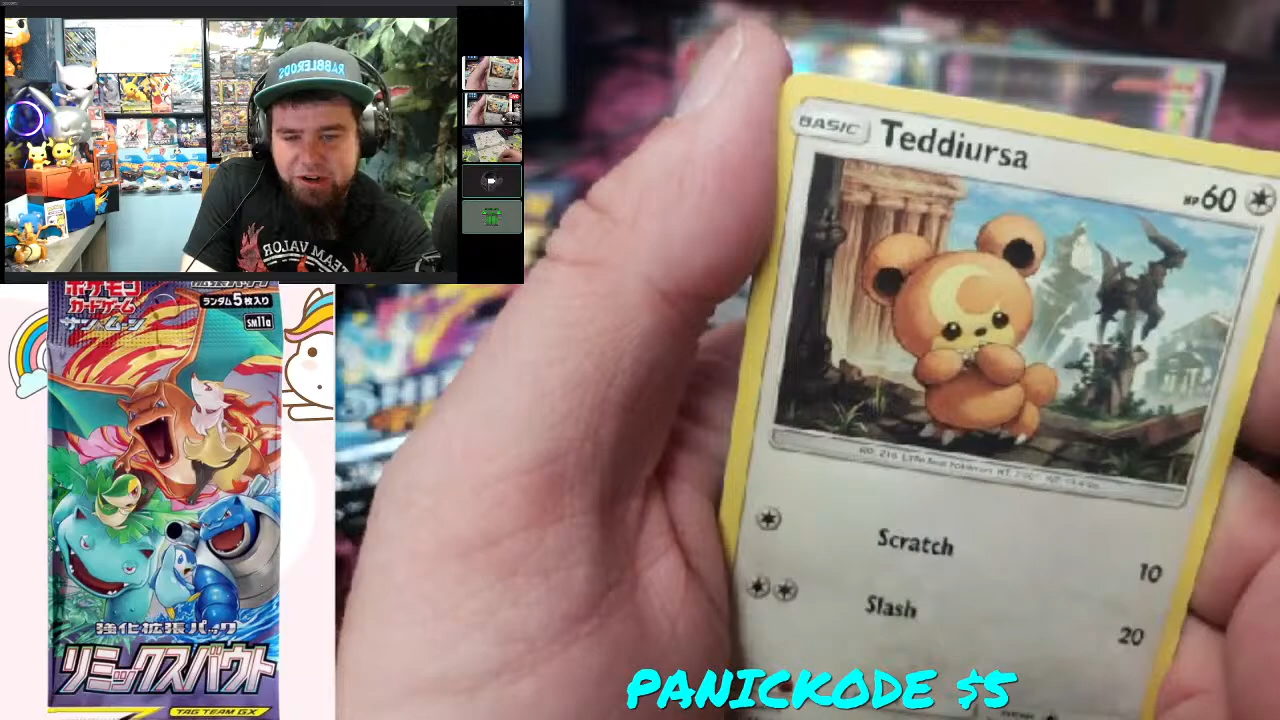 RABBLERODS
TEAM VALOR
ポケモン
カードゲーム
サン&ムーン
ランダム5枚入り
SM11a
強化拡張パック
リミックスバウト
TAG TEAM GX
BASIC
Teddiursa
HP60
Scratch
10
Slash
20
PANICKODE $5